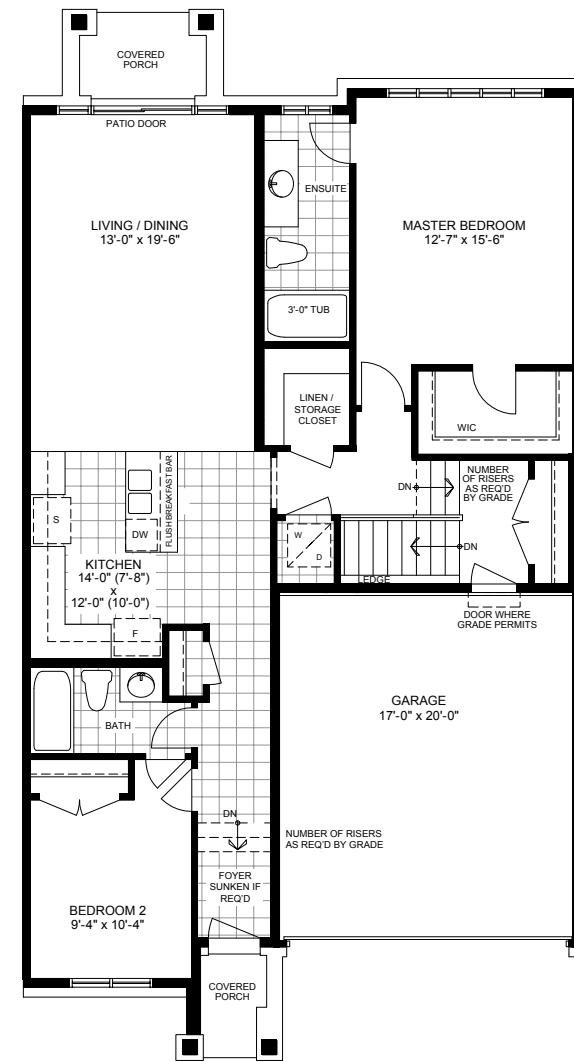 COVERED
PORCH
PATIO DOOR
LIVING / DINING
13'-0" x 19'-6"
ENSUITE
MASTER BEDROOM
12'-7" x 15'-6"
3'-0" TUB
LINEN /
STORAGE
CLOSET
WIC
NUMBER
OF RISERS
AS REQ'D
BY GRADE
DN
S
DW
FLUSH BREAKFAST BAR
W
D
DN
LEDGE
KITCHEN
14'-0" (7'-8")
x
12'-0" (10'-0")
F
DOOR WHERE
GRADE PERMITS
GARAGE
17'-0" x 20'-0"
BATH
DN
NUMBER OF RISERS
AS REQ'D BY GRADE
FOYER
SUNKEN IF
REQ'D
BEDROOM 2
9'-4" x 10'-4"
COVERED
PORCH